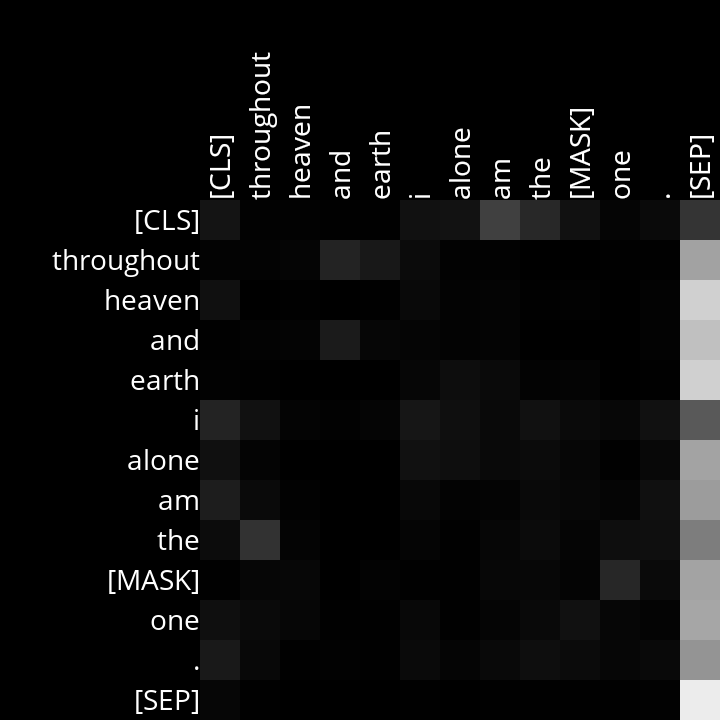 [CLS] throughout heaven and earth i alone am the [MASK] one . [SEP]
[CLS]
throughout
heaven
and
earth
i
alone
am
the
[MASK]
one
.
[SEP]